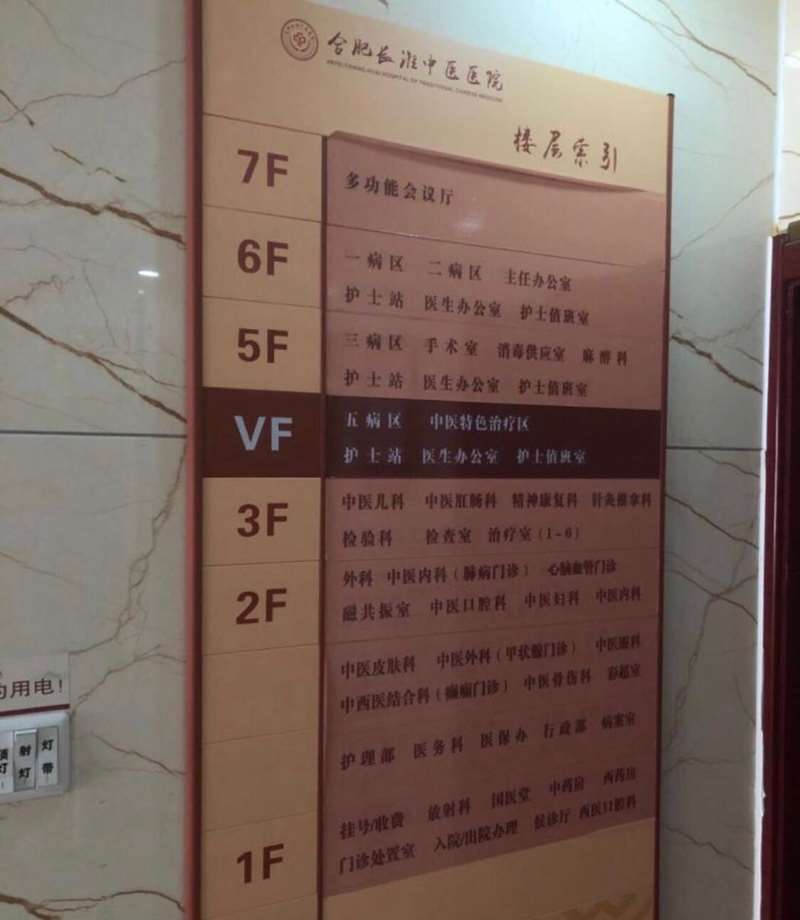 合肥长淮中医医院
HEFEI CHANG HUAI HOSPITAL OF TRADITIONAL CHINESE MEDICINE
楼层索引
7F 多功能会议厅
6F 一病区 二病区 主任办公室
护士站 医生办公室 护士值班室
5F 三病区 手术室 消毒供应室 麻醉科
护士站 医生办公室 护士值班室
VF 五病区 中医特色治疗区
护士站 医生办公室 护士值班室
3F 中医儿科 中医肛肠科 精神康复科 针灸推拿科
检验科 检查室 治疗室(1-6)
2F 外科 中医内科(肺病门诊) 心脑血管门诊
磁共振室 中医口腔科 中医妇科 中医内科
中医皮肤科 中医外科(甲状腺门诊) 中医眼科
中西医结合科(癫痫门诊) 中医骨伤科 彩超室
护理部 医务科 医保办 行政部 病案室
挂号/收费 放射科 国医堂 中药房 西药房
1F 门诊处置室 入院/出院办理 候诊厅 西医口腔科
约用电!
射灯
灯带